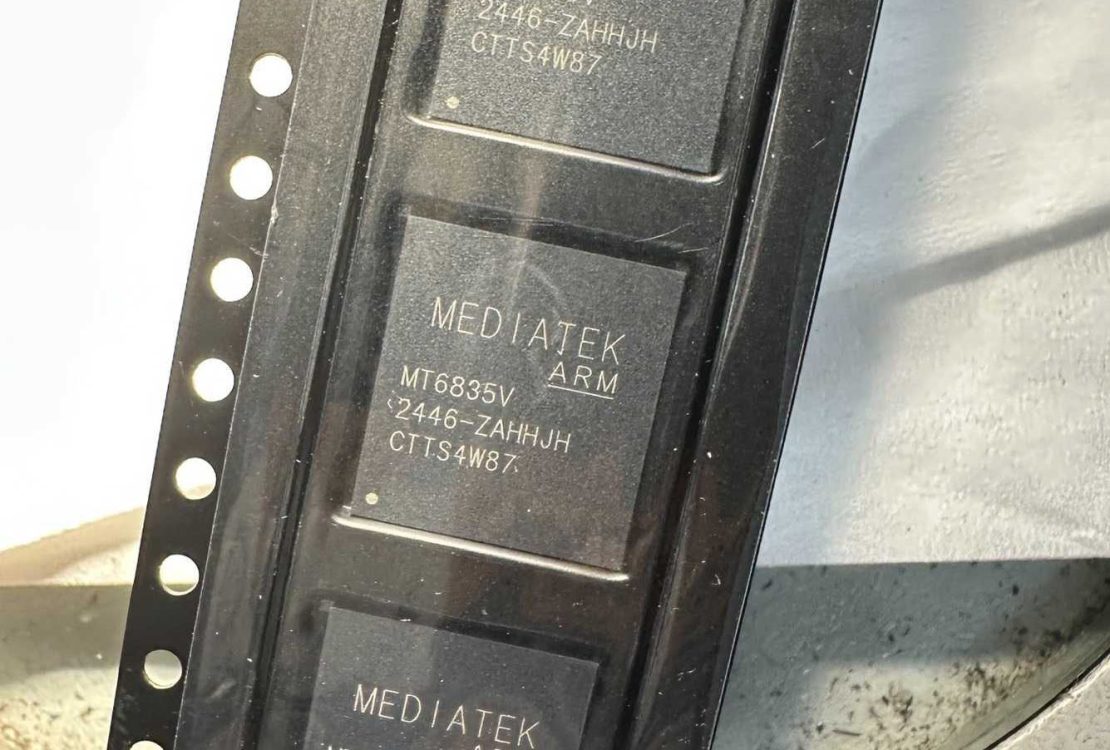 2446-ZAHHJH
CTTS4W87
MEDIATEK
ARM
MT6835V
2446-ZAHHJH
CTTS4W87
MEDIATEK